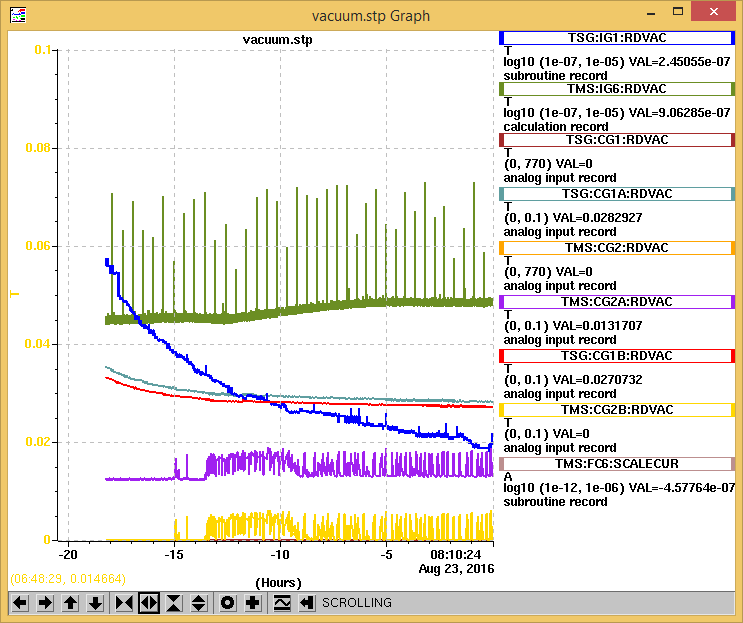 vacuum.stp Graph
vacuum.stp
0.1
0.08
0.06
T
0.04
0.02
0
-20
-15
-10
-5
08:10:24
Aug 23, 2016
(06:48:29, 0.014664)
(Hours)
TSG:IG1:RDVAC
T
log10 (1e-07, 1e-05) VAL=2.45055e-07
subroutine record
TMS:IG6:RDVAC
T
log10 (1e-07, 1e-05) VAL=9.06285e-07
calculation record
TSG:CG1:RDVAC
T
(0, 770) VAL=0
analog input record
TSG:CG1A:RDVAC
T
(0, 0.1) VAL=0.0282927
analog input record
TMS:CG2:RDVAC
T
(0, 770) VAL=0
analog input record
TMS:CG2A:RDVAC
T
(0, 0.1) VAL=0.0131707
analog input record
TSG:CG1B:RDVAC
T
(0, 0.1) VAL=0.0270732
analog input record
TMS:CG2B:RDVAC
T
(0, 0.1) VAL=0
analog input record
TMS:FC6:SCALECUR
A
log10 (1e-12, 1e-06) VAL=-4.57764e-07
subroutine record
SCROLLING